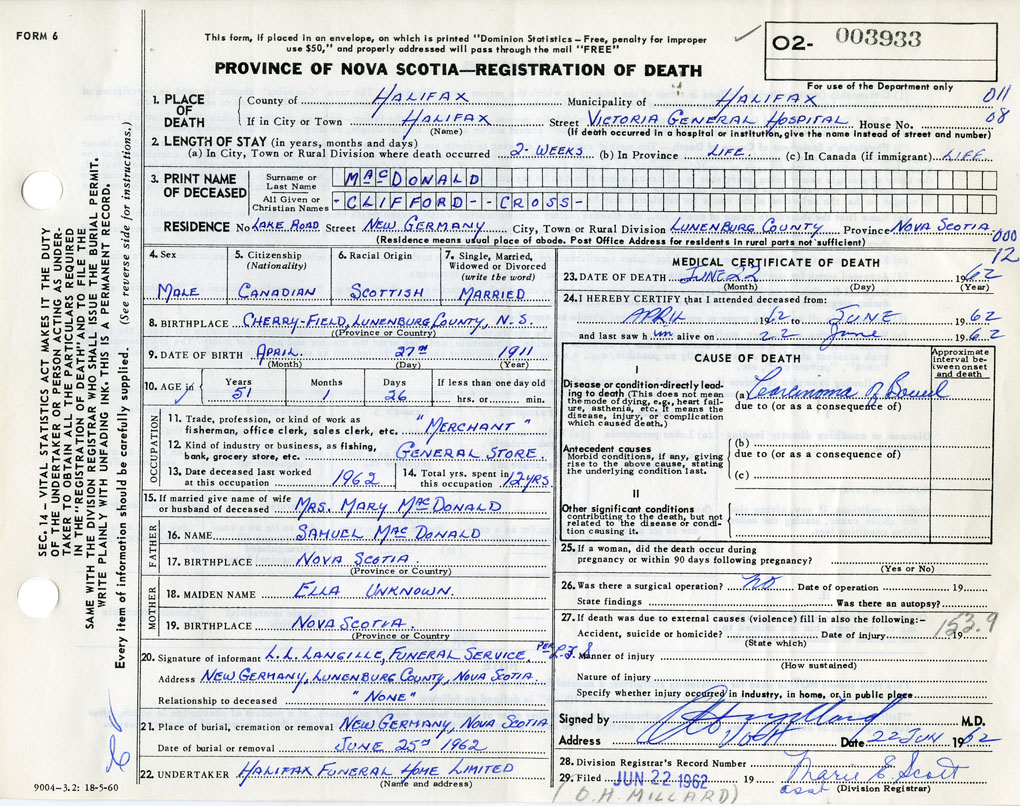 FORM 6
This form, if placed in an envelope, on which is printed "Dominion Statistics – Free, penalty for improper
use $50," and properly addressed will pass through the mail "FREE"
02- 003933
PROVINCE OF NOVA SCOTIA—REGISTRATION OF DEATH
For use of the Department only
1. PLACE OF DEATH
County of HALIFAX Municipality of HALIFAX 011
If in City or Town HALIFAX Street VICTORIA GENERAL HOSPITAL House No. 08
(Name) (If death occurred in a hospital or institution, give the name instead of street and number)
2. LENGTH OF STAY (in years, months and days)
(a) In City, Town or Rural Division where death occurred 2-WEEKS (b) In Province LIFE (c) In Canada (if immigrant) LIFE
3. PRINT NAME OF DECEASED
Surname or Last Name MACDONALD
All Given or Christian Names -CLIFFORD--CROSS-
RESIDENCE No LAKE ROAD Street NEW GERMANY City, Town or Rural Division LUNENBURG COUNTY Province NOVA SCOTIA
(Residence means usual place of abode. Post Office Address for residents in rural parts not sufficient)
000
12
4. Sex
MALE
5. Citizenship
(Nationality)
CANADIAN
6. Racial Origin
SCOTTISH
7. Single, Married, Widowed or Divorced
(write the word)
MARRIED
8. BIRTHPLACE CHERRY-FIELD, LUNENBURG COUNTY, N.S.
(Province or Country)
9. DATE OF BIRTH APRIL 27TH 1911
(Month) (Day) (Year)
10. AGE
Years Months Days If less than one day old
51 1 26 hrs. or min.
OCCUPATION
11. Trade, profession, or kind of work as
fisherman, office clerk, sales clerk, etc. "MERCHANT"
12. Kind of industry or business, as fishing,
bank, grocery store, etc. GENERAL STORE.
13. Date deceased last worked
at this occupation 1962
14. Total yrs. spent in
this occupation 12 YRS
15. If married give name of wife
or husband of deceased MRS. MARY MACDONALD
FATHER
16. NAME SAMUEL MACDONALD
17. BIRTHPLACE NOVA SCOTIA.
(Province or Country)
MOTHER
18. MAIDEN NAME ELLA UNKNOWN.
19. BIRTHPLACE NOVA SCOTIA.
(Province or Country)
20. Signature of informant L.L. LANGILLE, FUNERAL SERVICE. PER
Address NEW GERMANY, LUNENBURG COUNTY, NOVA SCOTIA.
Relationship to deceased "NONE"
21. Place of burial, cremation or removal NEW GERMANY, NOVA SCOTIA
Date of burial or removal JUNE 25TH 1962
22. UNDERTAKER HALIFAX FUNERAL HOME LIMITED
(Name and address)
9004–3.2: 18-5-60
MEDICAL CERTIFICATE OF DEATH
23. DATE OF DEATH JUNE 22 1962
(Month) (Day) (Year)
24. I HEREBY CERTIFY that I attended deceased from:
APRIL 1962 to JUNE 1962
and last saw him alive on 22 June 1962
CAUSE OF DEATH
Approximate interval between onset and death
I
Disease or condition directly leading to death (This does not mean the mode of dying, e.g., heart failure, asthenia, etc. It means the disease, injury, or complication which caused death.)
(a) Carcinoma of Bowel
due to (or as a consequence of)
Antecedent causes
Morbid conditions, if any, giving rise to the above cause, stating the underlying condition last.
(b)
due to (or as a consequence of)
(c)
II
Other significant conditions
contributing to the death, but not related to the disease or condition causing it.
25. If a woman, did the death occur during
pregnancy or within 90 days following pregnancy?
(Yes or No)
26. Was there a surgical operation? NO Date of operation 19
State findings Was there an autopsy?
27. If death was due to external causes (violence) fill in also the following:-
153.9
Accident, suicide or homicide? Date of injury 19
(State which)
Manner of injury
(How sustained)
Nature of injury
Specify whether injury occurred in industry, in home, or in public place
Signed by M.D.
Address Date 22 JUN 1962
28. Division Registrar's Record Number
29. Filed JUN 22 1962 Marie E Scott
asst (Division Registrar)
(O.H. MILLARD)
SEC. 14 – VITAL STATISTICS ACT MAKES IT THE DUTY
OF THE UNDERTAKER OR PERSON ACTING AS UNDER-
TAKER TO OBTAIN ALL THE PARTICULARS REQUIRED
IN THE "REGISTRATION OF DEATH" AND TO FILE THE
SAME WITH THE DIVISION REGISTRAR WHO SHALL ISSUE THE BURIAL PERMIT.
WRITE PLAINLY WITH UNFADING INK. THIS IS A PERMANENT RECORD.
Every item of information should be carefully supplied. (See reverse side for instructions.)